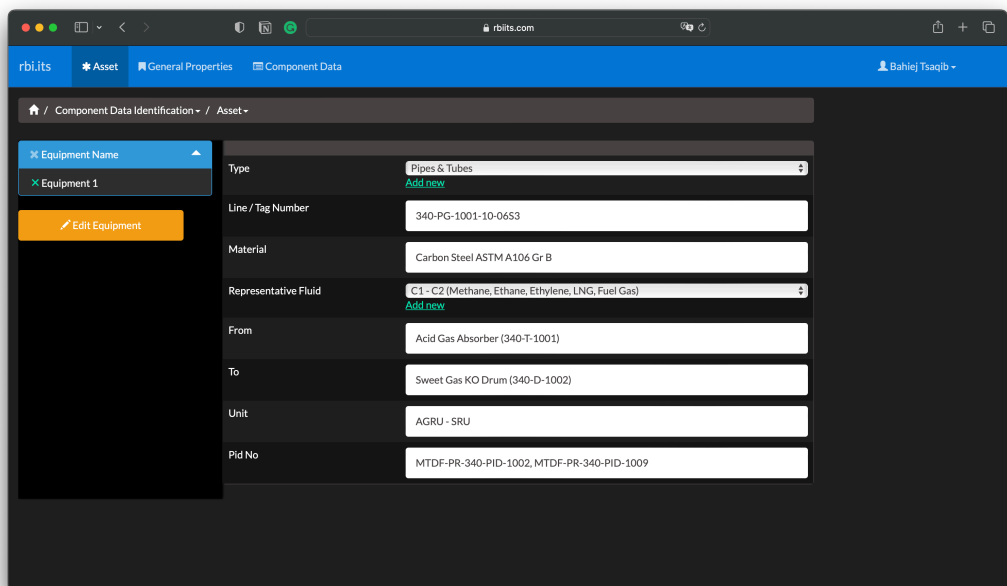 rbiits.com
rbi.its
Asset
General Properties
Component Data
Bahiej Tsaqib
/ Component Data Identification / Asset
Equipment Name
Equipment 1
Edit Equipment
Type
Pipes & Tubes
Add new
Line / Tag Number
340-PG-1001-10-06S3
Material
Carbon Steel ASTM A106 Gr B
Representative Fluid
C1 - C2 (Methane, Ethane, Ethylene, LNG, Fuel Gas)
Add new
From
Acid Gas Absorber (340-T-1001)
To
Sweet Gas KO Drum (340-D-1002)
Unit
AGRU - SRU
Pid No
MTDF-PR-340-PID-1002, MTDF-PR-340-PID-1009